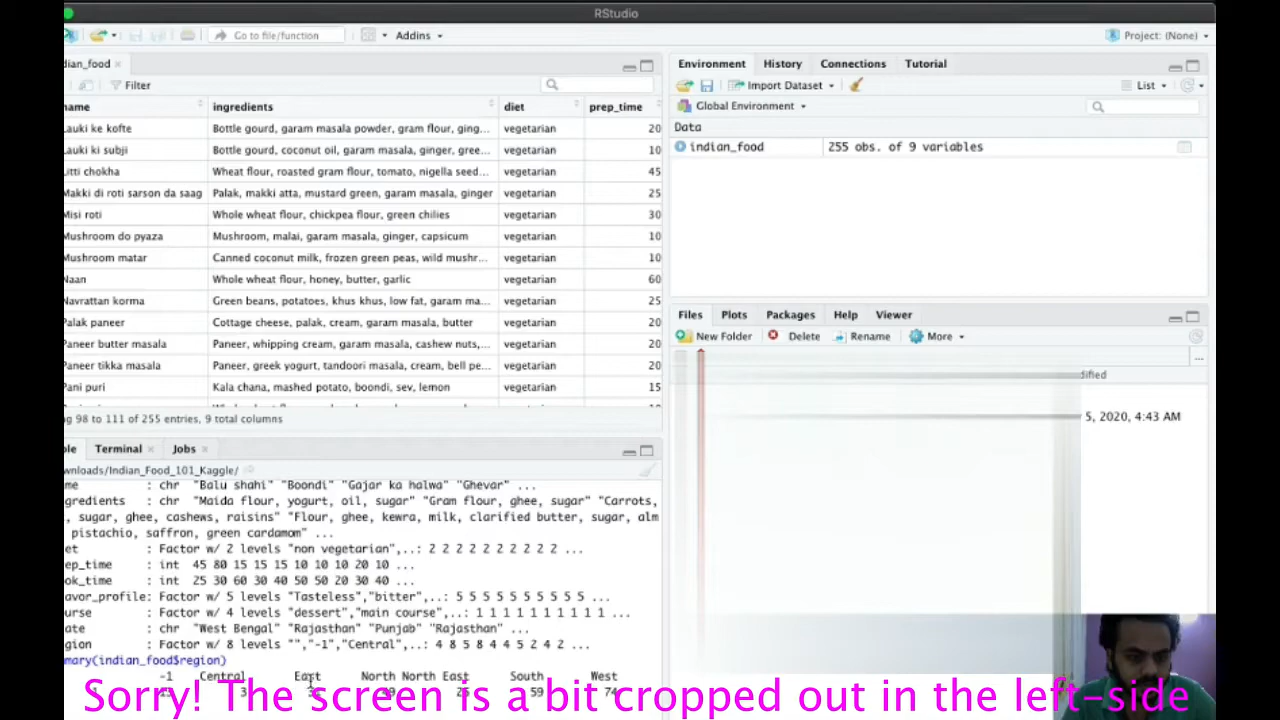 RStudio
Go to file/function
Addins
Project: (None)
dian_food
Filter
name ingredients diet prep_time
Lauki ke kofte Bottle gourd, garam masala powder, gram flour, ging... vegetarian 20
Lauki ki subji Bottle gourd, coconut oil, garam masala, ginger, gree... vegetarian 10
Litti chokha Wheat flour, roasted gram flour, tomato, nigella seed... vegetarian 45
Makki di roti sarson da saag Palak, makki atta, mustard green, garam masala, ginger vegetarian 25
Misi roti Whole wheat flour, chickpea flour, green chilies vegetarian 30
Mushroom do pyaza Mushroom, malai, garam masala, ginger, capsicum vegetarian 10
Mushroom matar Canned coconut milk, frozen green peas, wild mushr... vegetarian 10
Naan Whole wheat flour, honey, butter, garlic vegetarian 60
Navrattan korma Green beans, potatoes, khus khus, low fat, garam ma... vegetarian 25
Palak paneer Cottage cheese, palak, cream, garam masala, butter vegetarian 20
Paneer butter masala Paneer, whipping cream, garam masala, cashew nuts, vegetarian 20
Paneer tikka masala Paneer, greek yogurt, tandoori masala, cream, bell pe... vegetarian 20
Pani puri Kala chana, mashed potato, boondi, sev, lemon vegetarian 15
g 98 to 111 of 255 entries, 9 total columns
ole Terminal Jobs
wnloads/Indian_Food_101_Kaggle/
me : chr "Balu shahi" "Boondi" "Gajar ka halwa" "Ghevar" ...
gredients : chr "Maida flour, yogurt, oil, sugar" "Gram flour, ghee, sugar" "Carrots,
, sugar, ghee, cashews, raisins" "Flour, ghee, kewra, milk, clarified butter, sugar, alm
pistachio, saffron, green cardamom" ...
et : Factor w/ 2 levels "non vegetarian",..: 2 2 2 2 2 2 2 2 2 2 ...
ep_time : int 45 80 15 15 15 10 10 10 20 10 ...
ok_time : int 25 30 60 30 40 50 50 20 30 40 ...
avor_profile: Factor w/ 5 levels "Tasteless","bitter",..: 5 5 5 5 5 5 5 5 5 5 ...
urse : Factor w/ 4 levels "dessert","main course",..: 1 1 1 1 1 1 1 1 1 1 ...
ate : chr "West Bengal" "Rajasthan" "Punjab" "Rajasthan" ...
gion : Factor w/ 8 levels "","-1","Central",..: 4 8 5 8 4 4 5 2 4 2 ...
mary(indian_food$region)
-1 Central East North North East South West
59 74
Environment History Connections Tutorial
Import Dataset List
Global Environment
Data
indian_food 255 obs. of 9 variables
Files Plots Packages Help Viewer
New Folder Delete Rename More
...
ified
5, 2020, 4:43 AM
Sorry! The screen is a bit cropped out in the left-side